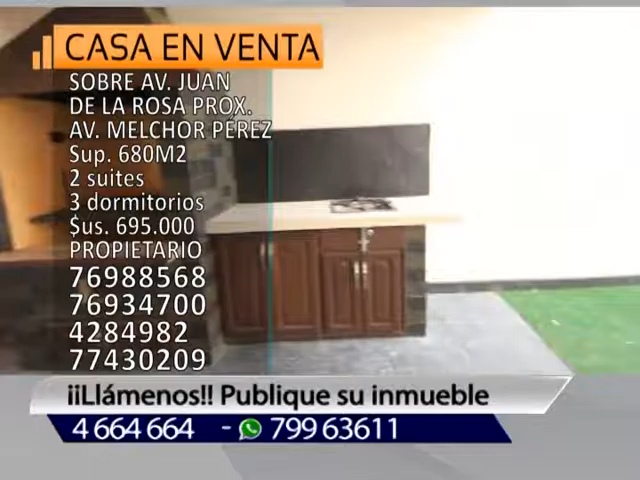 CASA EN VENTA
SOBRE AV. JUAN
DE LA ROSA PROX.
AV. MELCHOR PÉREZ
Sup. 680M2
2 suites
3 dormitorios
$us. 695.000
PROPIETARIO
76988568
76934700
4284982
77430209
¡¡Llámenos!! Publique su inmueble
4 664 664 - 799 63611